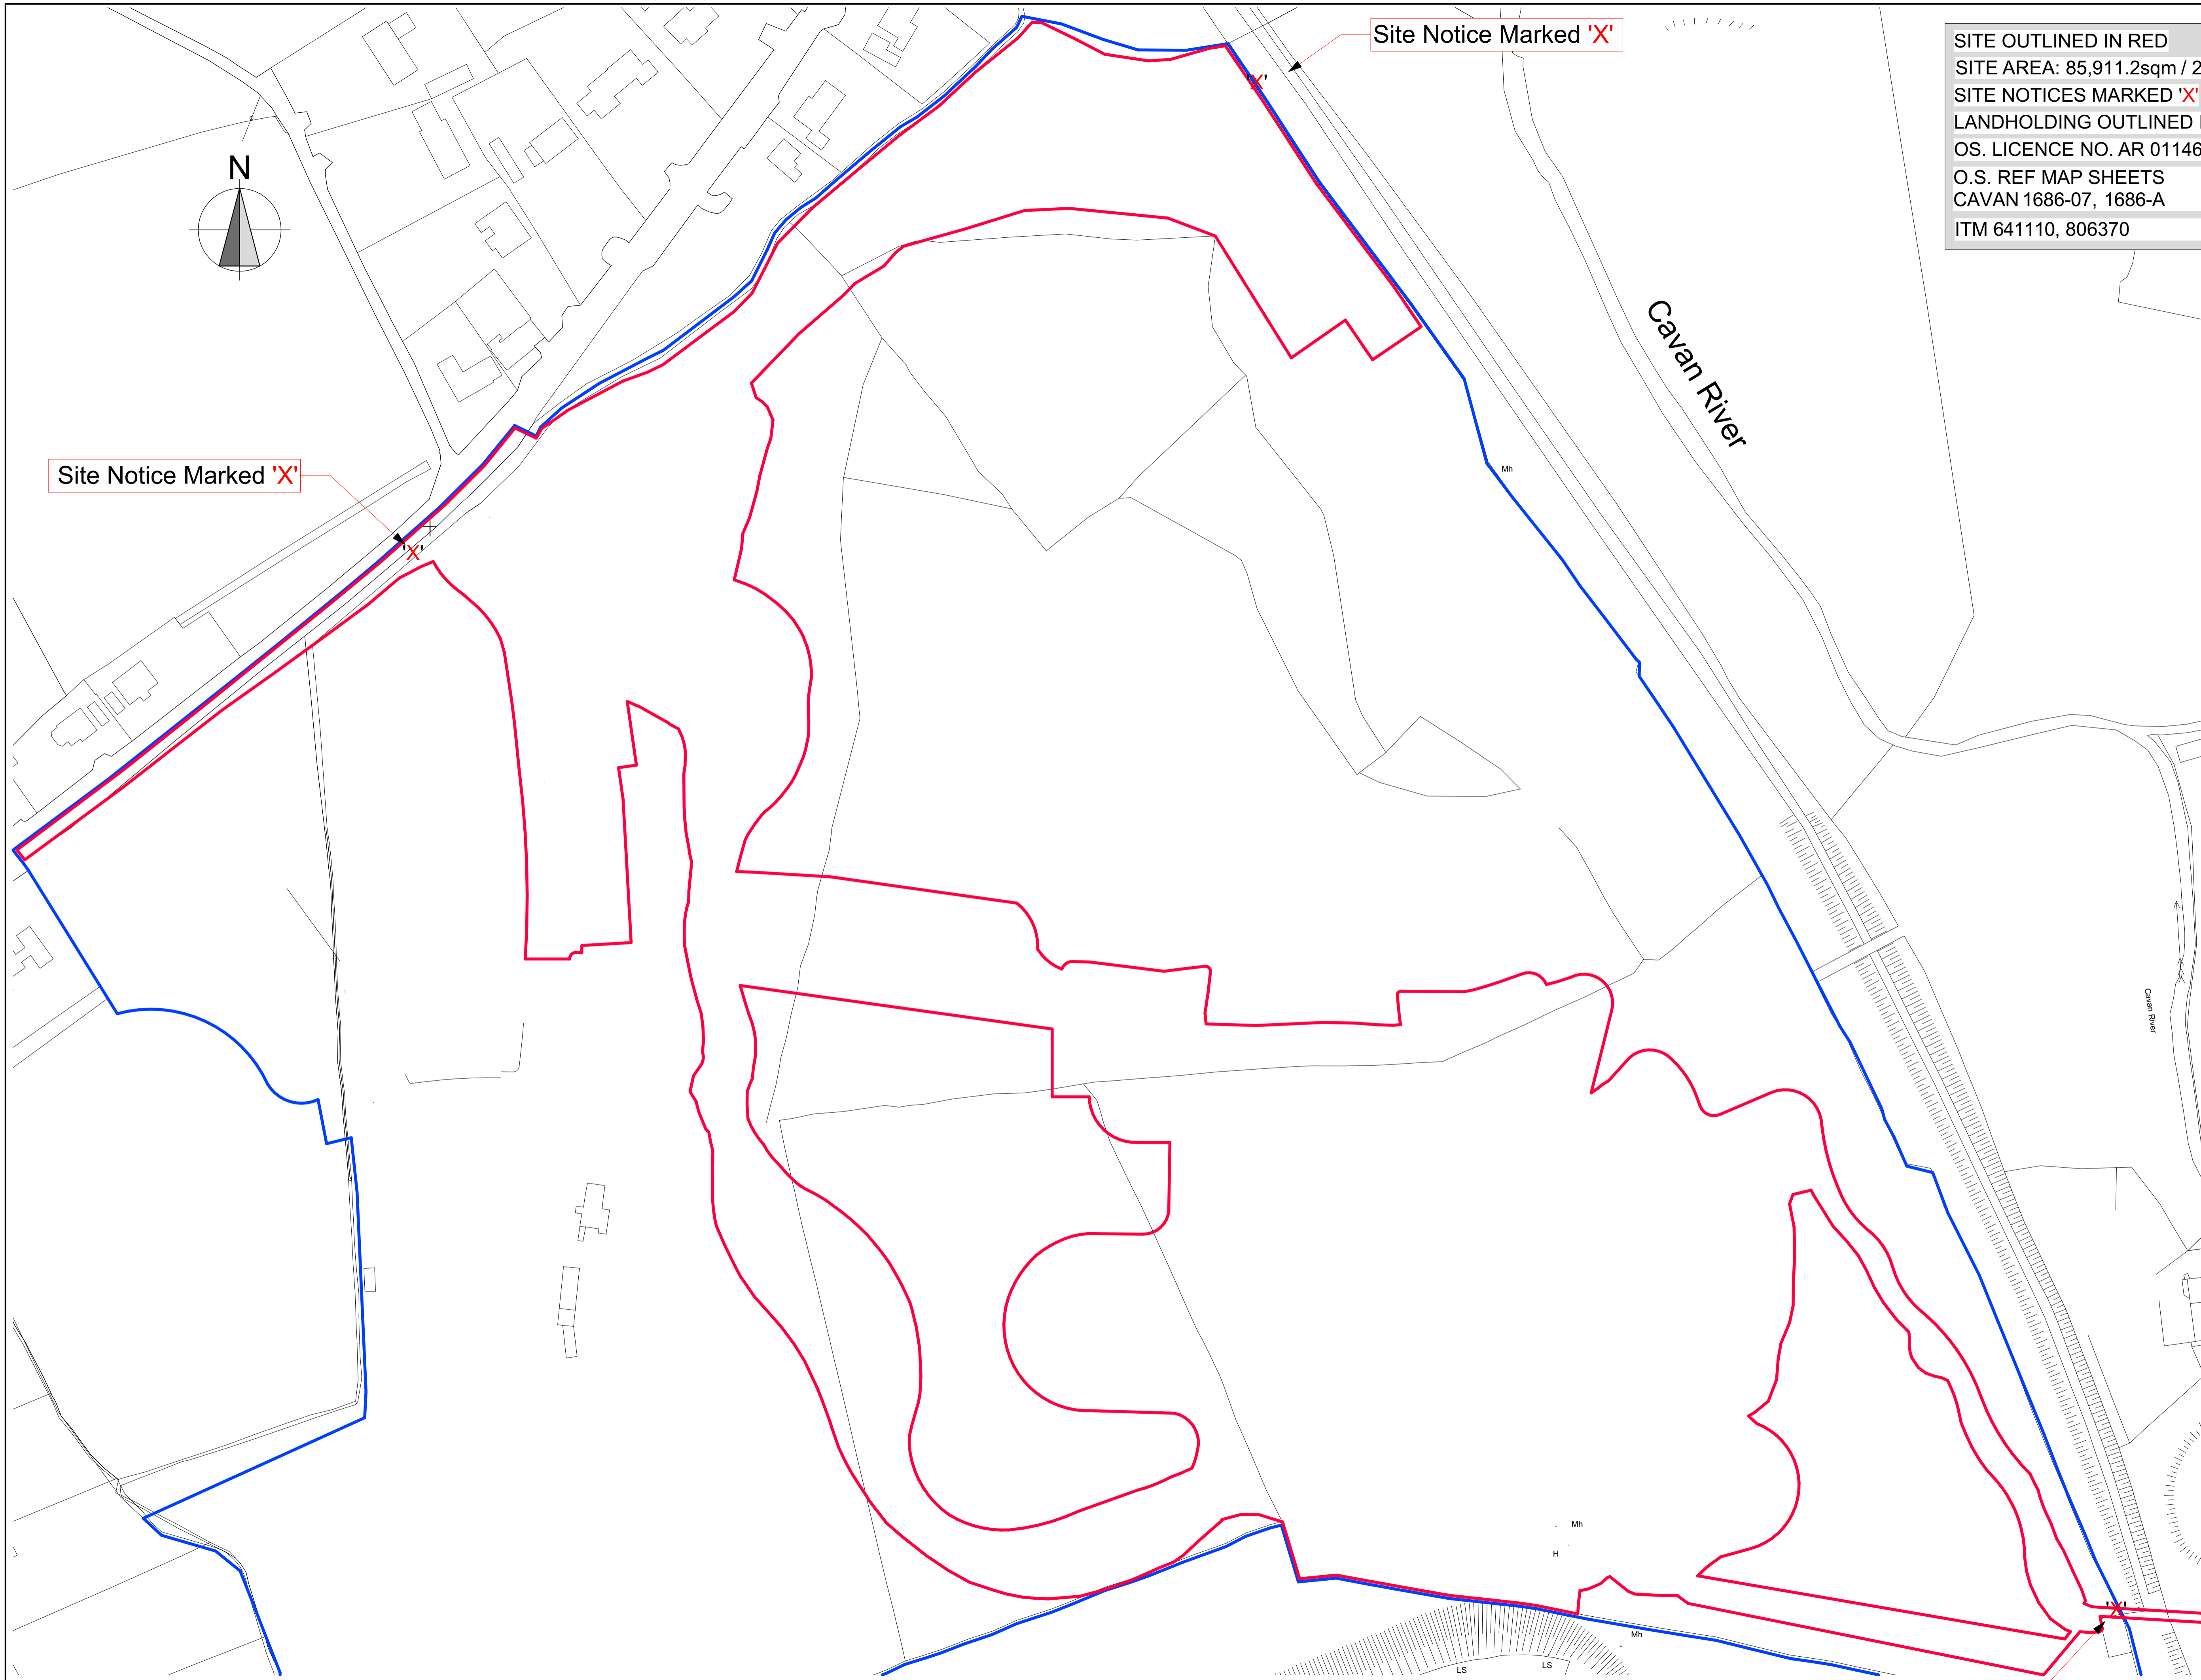 Site Notice Marked 'X'
SITE OUTLINED IN RED
SITE AREA: 85,911.2sqm / 2
SITE NOTICES MARKED 'X'
LANDHOLDING OUTLINED
OS. LICENCE NO. AR 01146
O.S. REF MAP SHEETS
CAVAN 1686-07, 1686-A
ITM 641110, 806370
'X'
N
Cavan River
Mh
Site Notice Marked 'X'
'X'
Cavan River
Mh
H
'X'
Mh
LS
LS